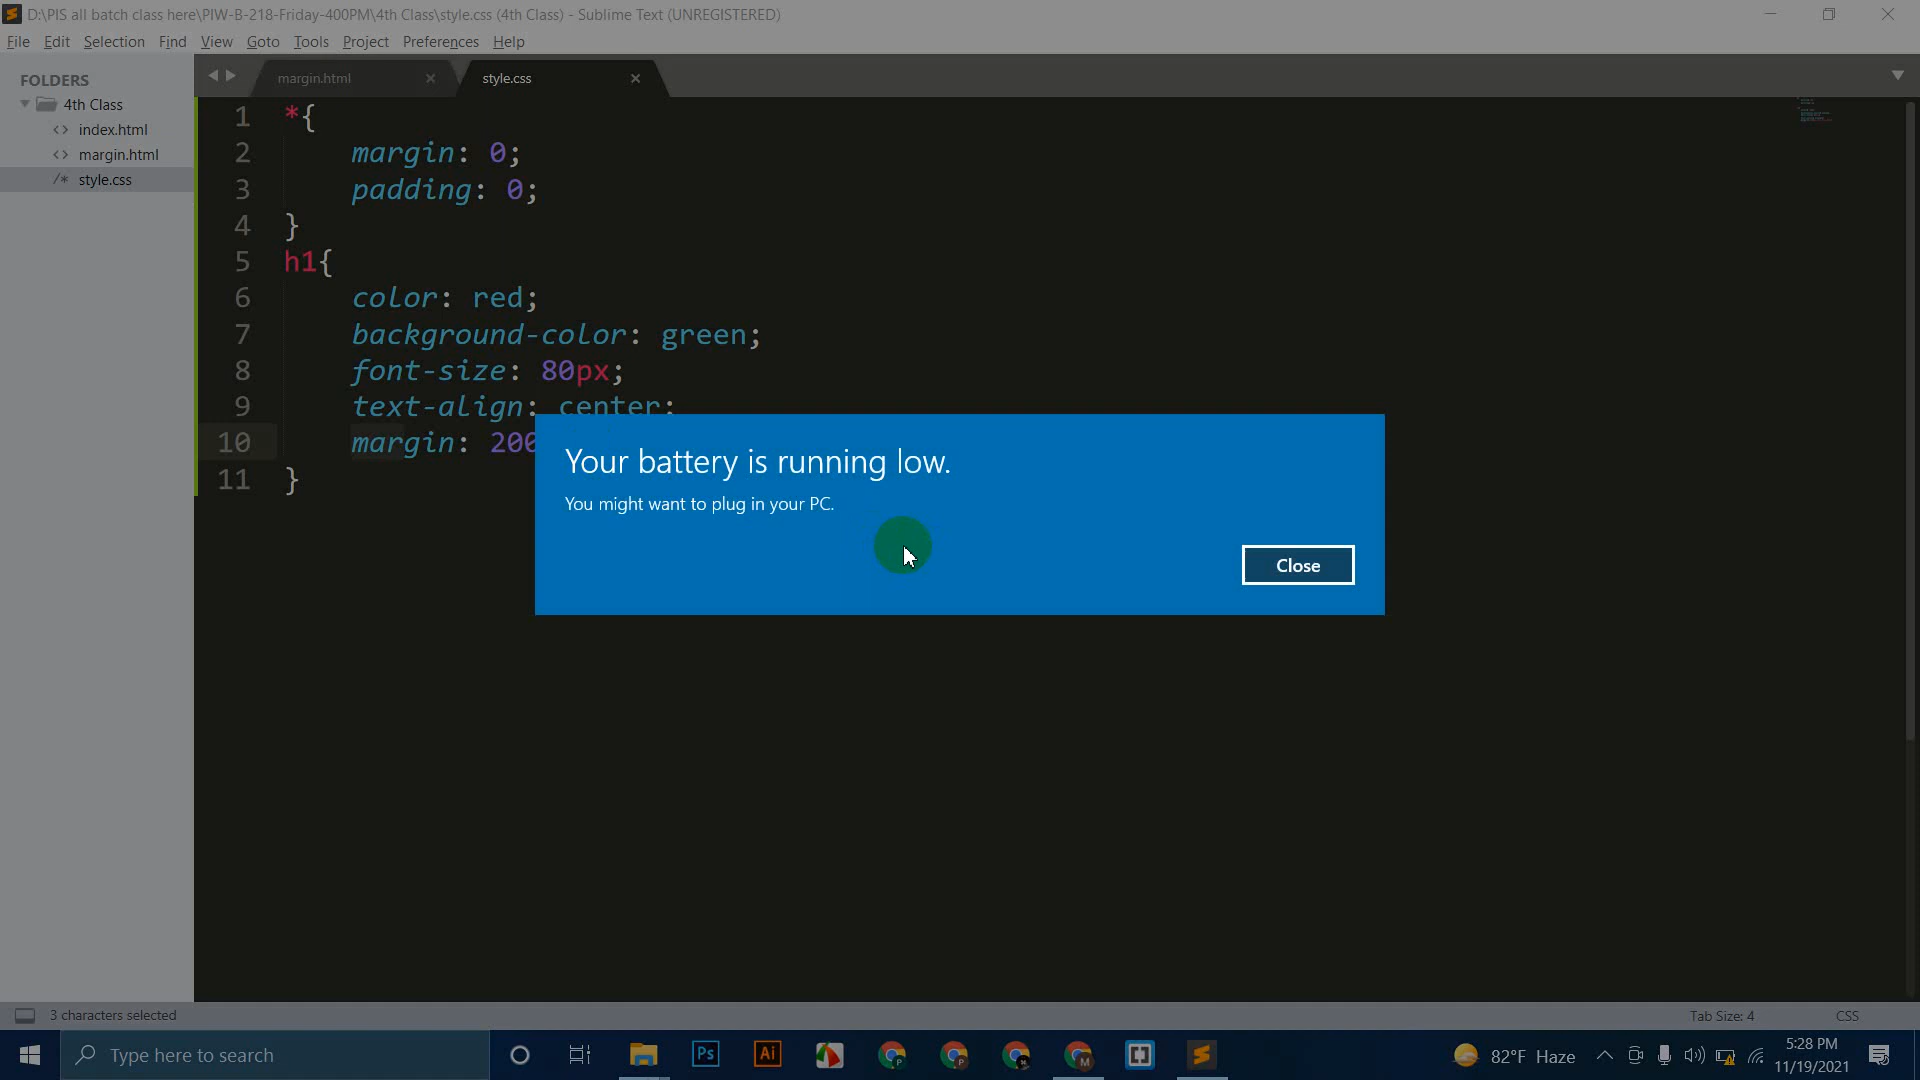 D:\PIS all batch class here\PIW-B-218-Friday-400PM\4th Class\style.css (4th Class) - Sublime Text (UNREGISTERED)
File Edit Selection Find View Goto Tools Project Preferences Help
FOLDERS
4th Class
<> index.html
<> margin.html
/* style.css
margin.html
style.css
1 *{
2 margin: 0;
3 padding: 0;
4 }
5 h1{
6 color: red;
7 background-color: green;
8 font-size: 80px;
9 text-align: center;
10 margin: 200
11 }
Your battery is running low.
You might want to plug in your PC.
Close
3 characters selected
Tab Size: 4
CSS
Type here to search
Ps
Ai
82°F Haze
5:28 PM
11/19/2021